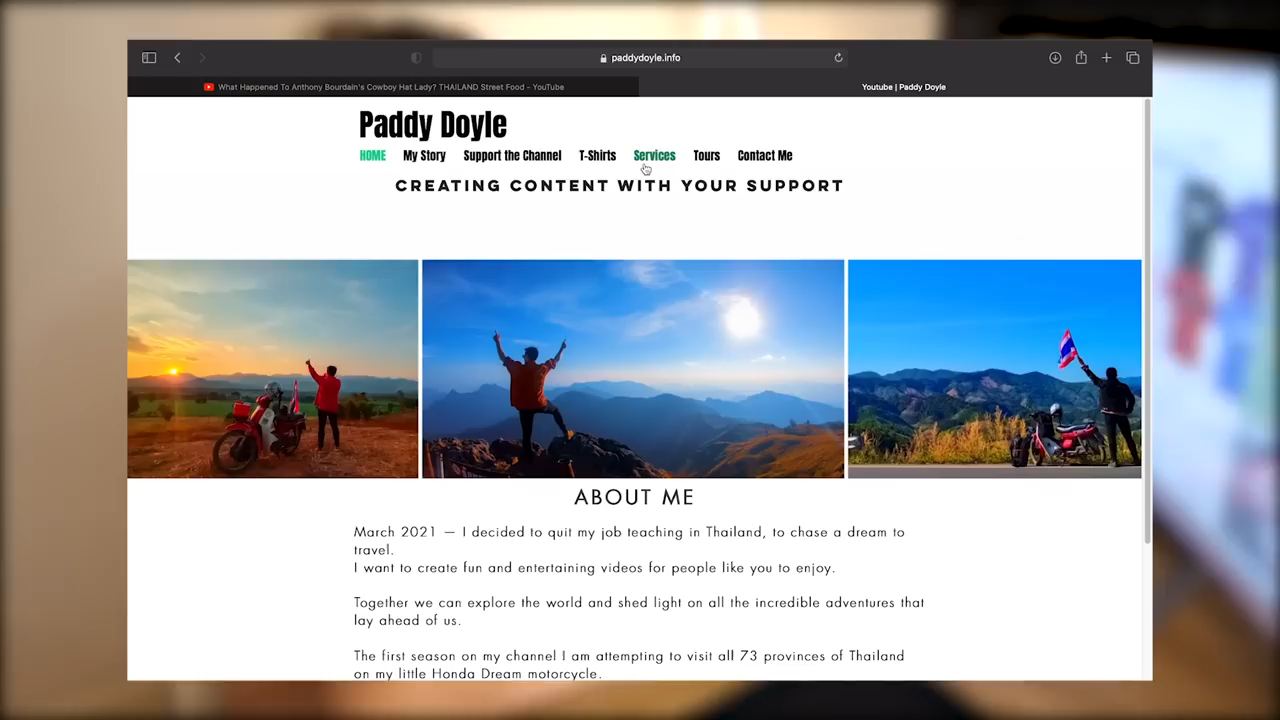 paddydoyle.info
What Happened To Anthony Bourdain's Cowboy Hat Lady? THAILAND Street Food - YouTube
Youtube | Paddy Doyle
Paddy Doyle
HOME My Story Support the Channel T-Shirts Services Tours Contact Me
CREATING CONTENT WITH YOUR SUPPORT
ABOUT ME
March 2021 — I decided to quit my job teaching in Thailand, to chase a dream to
travel.
I want to create fun and entertaining videos for people like you to enjoy.
Together we can explore the world and shed light on all the incredible adventures that
lay ahead of us.
The first season on my channel I am attempting to visit all 73 provinces of Thailand
on my little Honda Dream motorcycle.